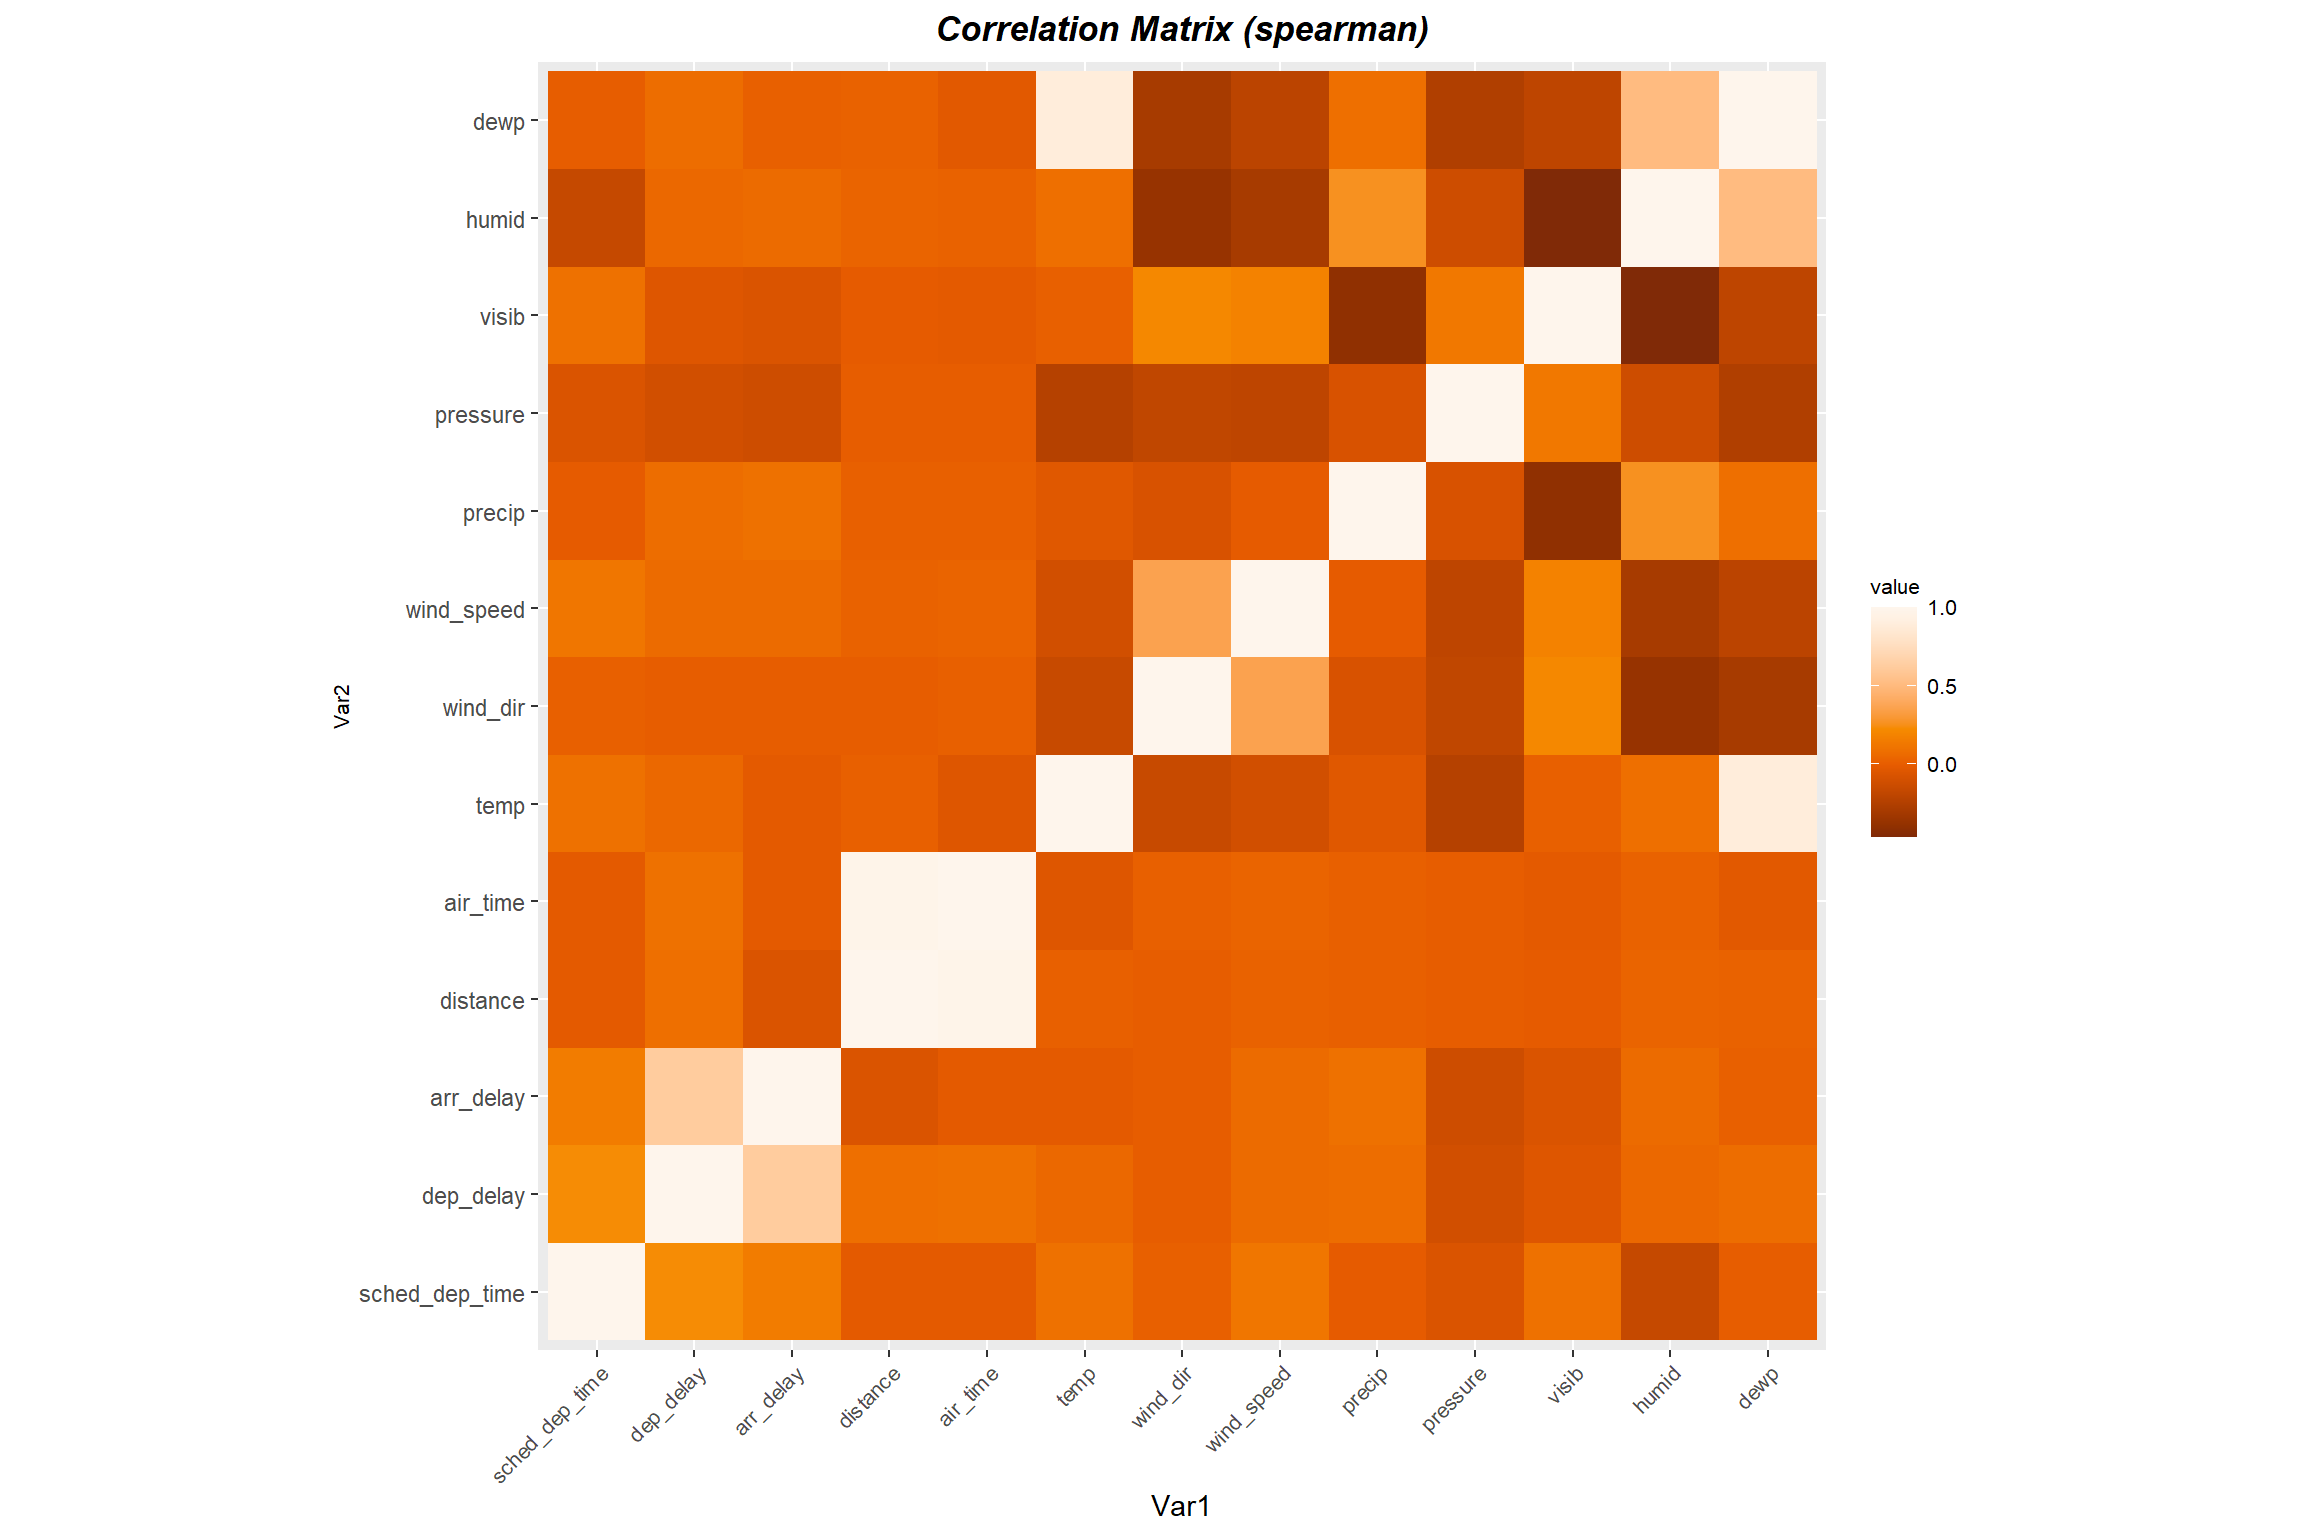 Correlation Matrix (spearman)
dewp
humid
visib
pressure
precip
wind_speed
wind_dir
temp
air_time
distance
arr_delay
dep_delay
sched_dep_time
Var2
sched_dep_time
dep_delay
arr_delay
distance
air_time
temp
wind_dir
wind_speed
precip
pressure
visib
humid
dewp
Var1
value
1.0
0.5
0.0